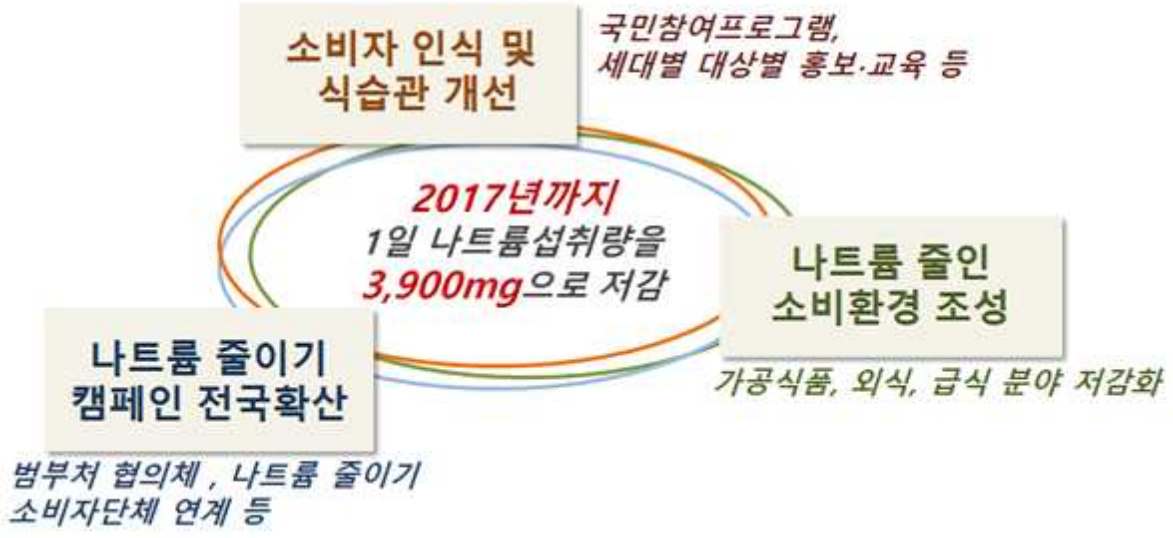 소비자 인식 및
식습관 개선
국민참여프로그램,
세대별 대상별 홍보·교육 등
2017년까지
1일 나트륨섭취량을
3,900mg으로 저감
나트륨 줄인
소비환경 조성
가공식품, 외식, 급식 분야 저감화
나트륨 줄이기
캠페인 전국확산
범부처 협의체 , 나트륨 줄이기
소비자단체 연계 등